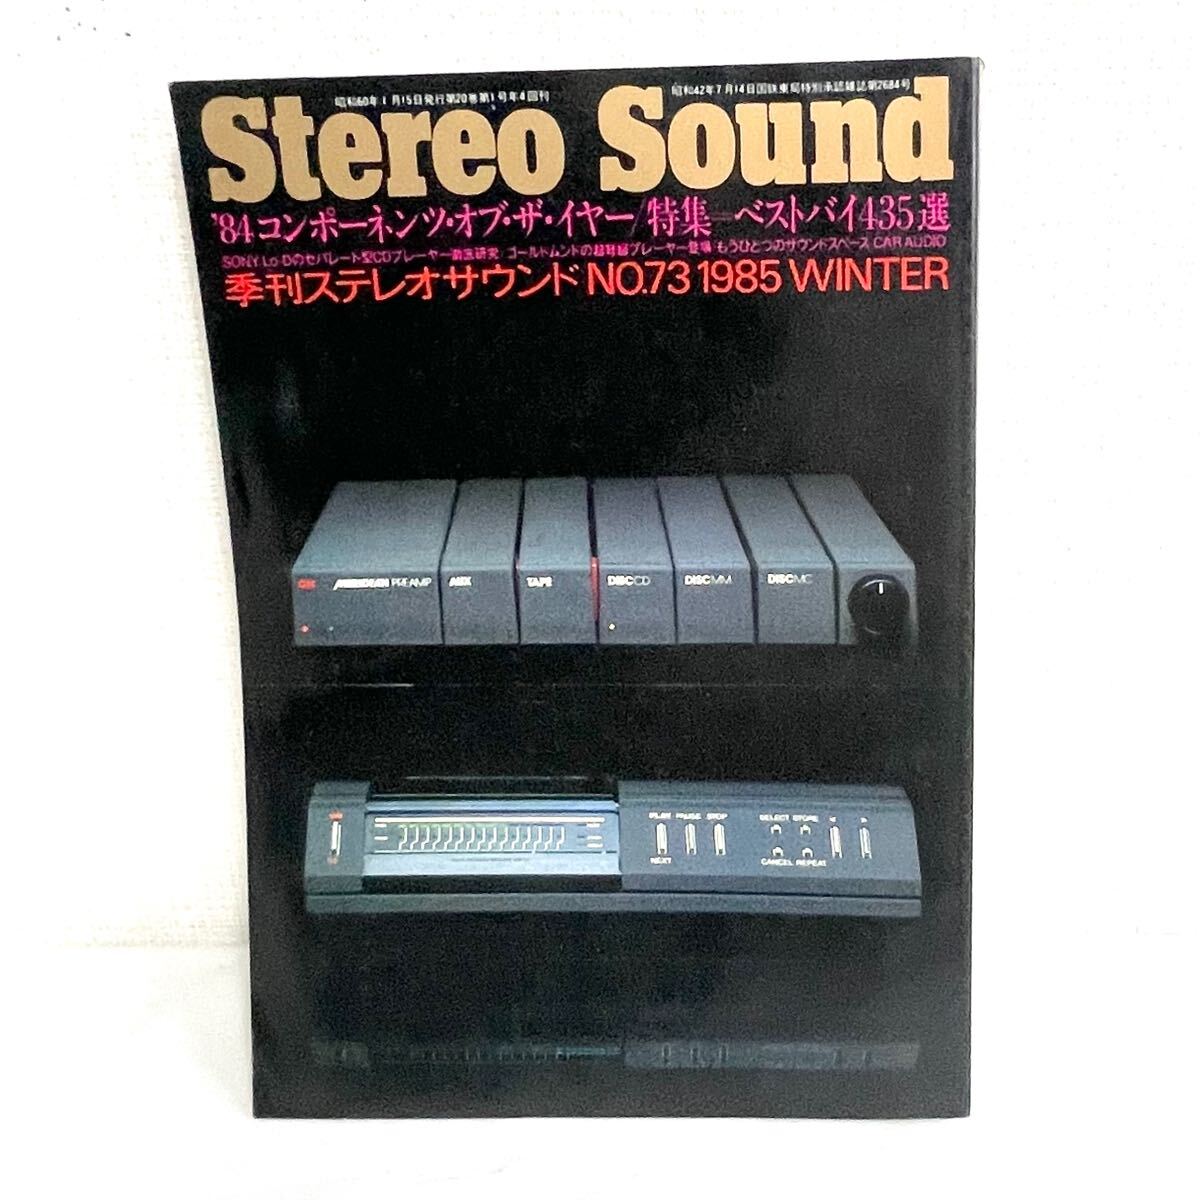 昭和60年1月15日発行第20巻第1号年4回刊
昭和42年7月14日国鉄東局特別承認雑誌第2684号
Stereo Sound
'84コンポーネンツ・オブ・ザ・イヤー/特集=ベストバイ435選
SONY Lo-DのセパレートCDプレーヤー徹底研究 ゴールドムンドの超弩級プレーヤー登場 もうひとつのサウンドスペース CAR AUDIO
季刊ステレオサウンド NO.73 1985 WINTER
ON MERIDIAN PREAMP AUX TAPE DISC CD DISC MM DISC MC
PLAY PAUSE STOP SELECT STORE < >
NEXT CANCEL REPEAT